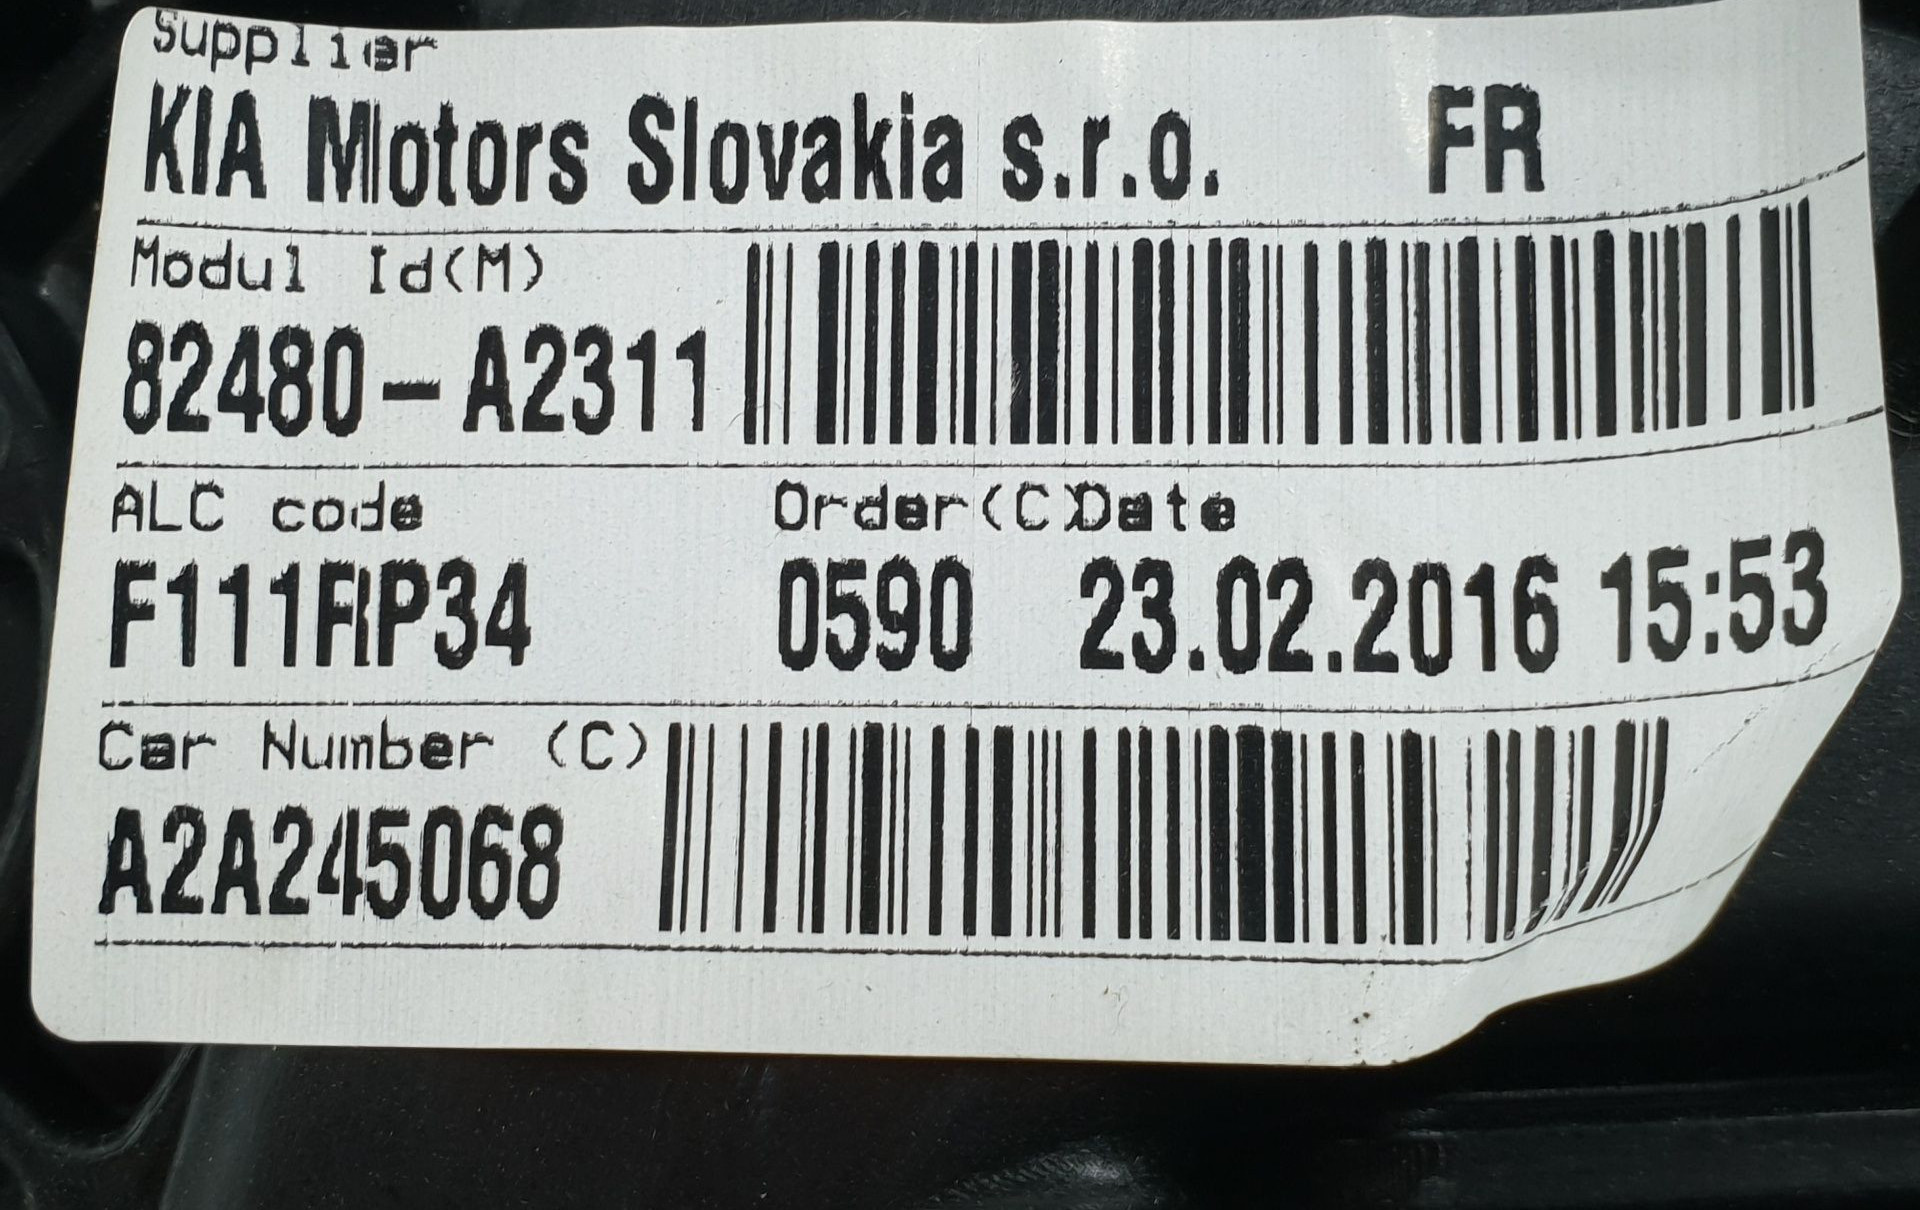 Supplier
KIA Motors Slovakia s.r.o. FR
Modul Id(M)
82480-A2311
ALC code Order(C)Date
F111RP34 0590 23.02.2016 15:53
Car Number (C)
A2A245068